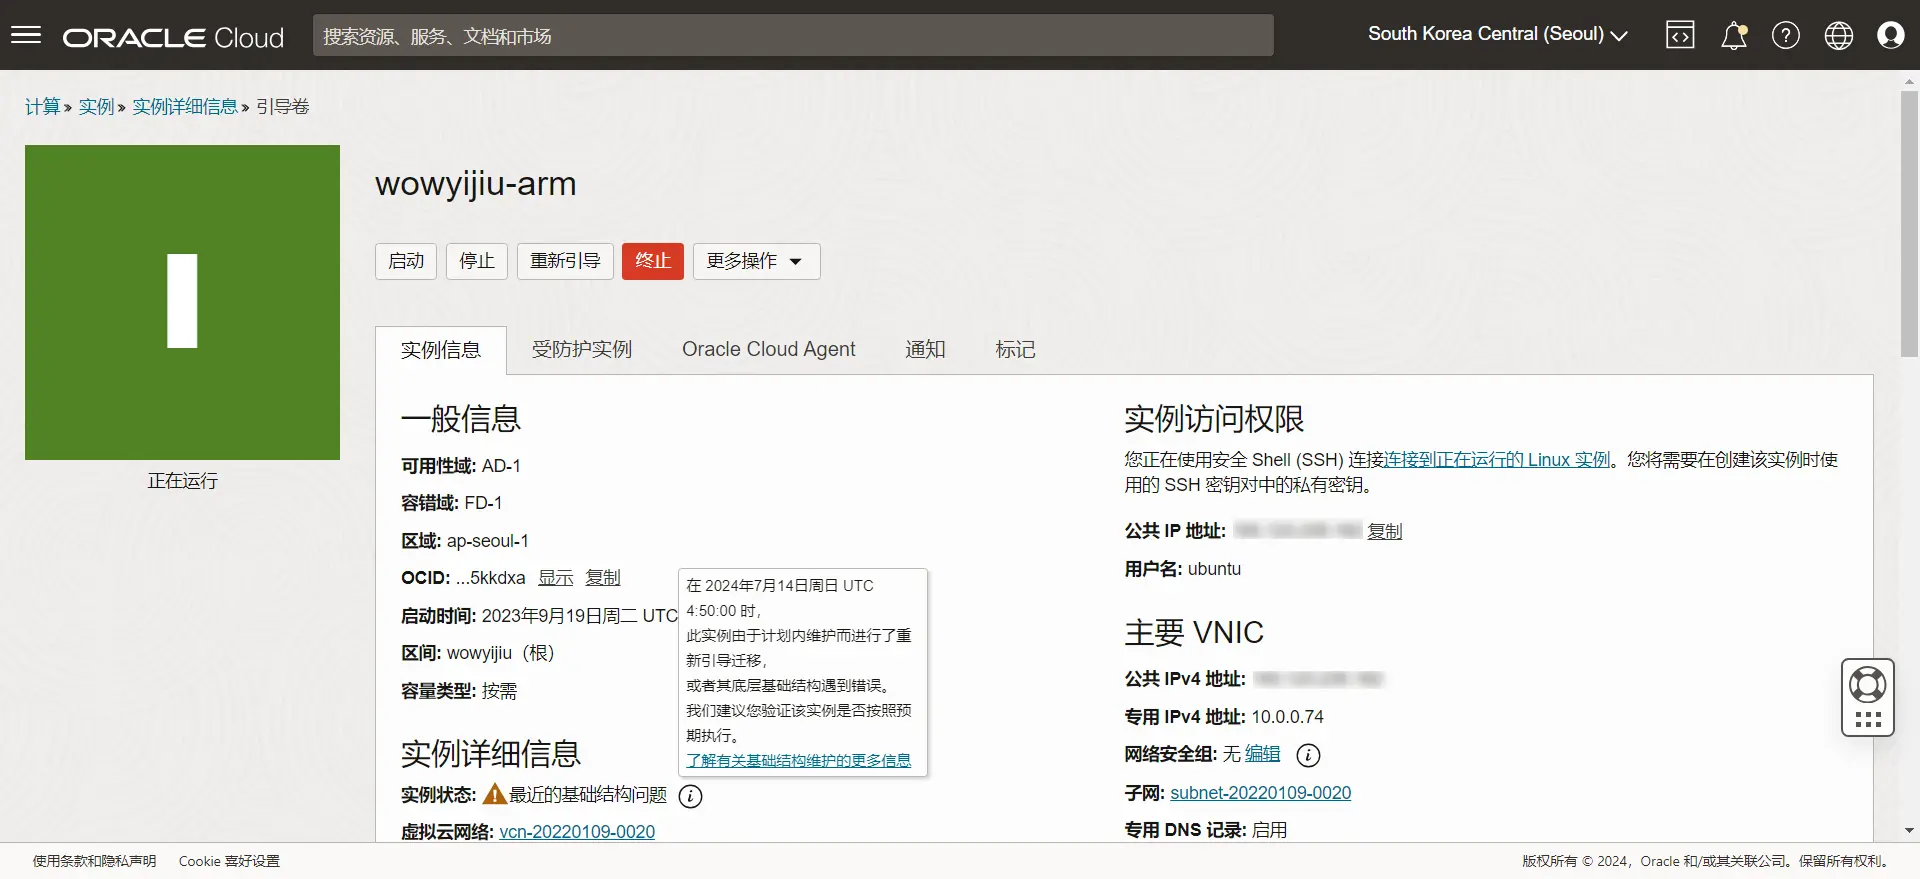 ORACLE Cloud
搜索资源、服务、文档和市场
South Korea Central (Seoul)
计算 » 实例 » 实例详细信息 » 引导卷
正在运行
wowyijiu-arm
启动 停止 重新引导 终止 更多操作
实例信息 受防护实例 Oracle Cloud Agent 通知 标记
一般信息
可用性域: AD-1
容错域: FD-1
区域: ap-seoul-1
OCID: ...5kkdxa 显示 复制
启动时间: 2023年9月19日周二 UTC
区间: wowyijiu（根）
容量类型: 按需
实例详细信息
实例状态: 最近的基础结构问题
虚拟云网络: vcn-20220109-0020
在 2024年7月14日周日 UTC
4:50:00 时，
此实例由于计划内维护而进行了重
新引导迁移，
或者其底层基础结构遇到错误。
我们建议您验证该实例是否按照预
期执行。
了解有关基础结构维护的更多信息
实例访问权限
您正在使用安全 Shell (SSH) 连接连接到正在运行的 Linux 实例。您将需要在创建该实例时使
用的 SSH 密钥对中的私有密钥。
公共 IP 地址: 复制
用户名: ubuntu
主要 VNIC
公共 IPv4 地址:
专用 IPv4 地址: 10.0.0.74
网络安全组: 无 编辑
子网: subnet-20220109-0020
专用 DNS 记录: 启用
使用条款和隐私声明 Cookie 喜好设置
版权所有 © 2024，Oracle 和/或其关联公司。保留所有权利。